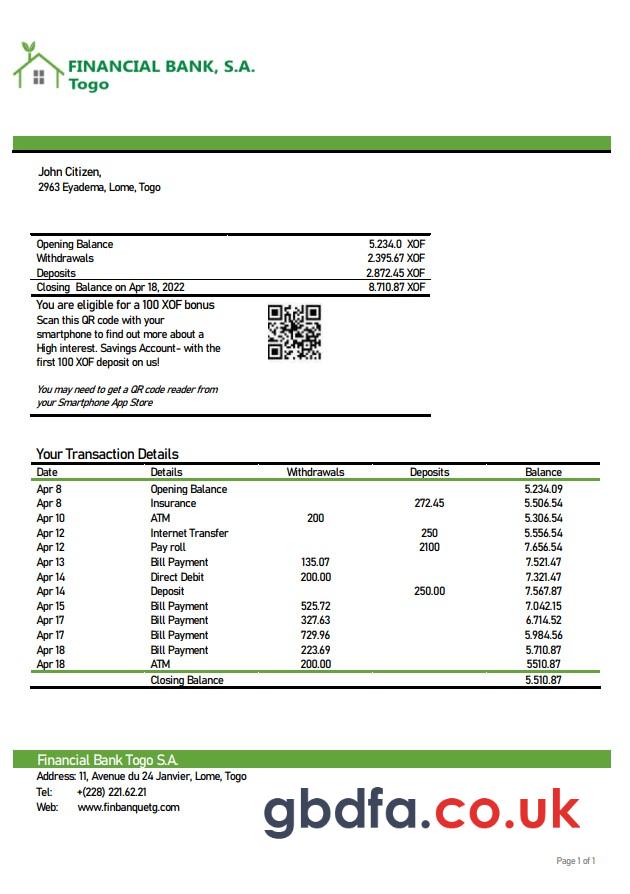 FINANCIAL BANK, S.A.
Togo
John Citizen,
2963 Eyadema, Lome, Togo
Opening Balance 5.234.0 XOF
Withdrawals 2.395.67 XOF
Deposits 2.872.45 XOF
Closing Balance on Apr 18, 2022 8.710.87 XOF
You are eligible for a 100 XOF bonus
Scan this QR code with your
smartphone to find out more about a
High interest. Savings Account- with the
first 100 XOF deposit on us!
You may need to get a QR code reader from
your Smartphone App Store
Your Transaction Details
Date Details Withdrawals Deposits Balance
Apr 8 Opening Balance 5.234.09
Apr 8 Insurance 272.45 5.506.54
Apr 10 ATM 200 5.306.54
Apr 12 Internet Transfer 250 5.556.54
Apr 12 Pay roll 2100 7.656.54
Apr 13 Bill Payment 135.07 7.521.47
Apr 14 Direct Debit 200.00 7.321.47
Apr 14 Deposit 250.00 7.567.87
Apr 15 Bill Payment 525.72 7.042.15
Apr 17 Bill Payment 327.63 6.714.52
Apr 17 Bill Payment 729.96 5.984.56
Apr 18 Bill Payment 223.69 5.710.87
Apr 18 ATM 200.00 5510.87
Closing Balance 5.510.87
Financial Bank Togo S.A.
Address: 11, Avenue du 24 Janvier, Lome, Togo
Tel: +(228) 221.62.21
Web: www.finbanquetg.com
gbdfa.co.uk
Page 1 of 1